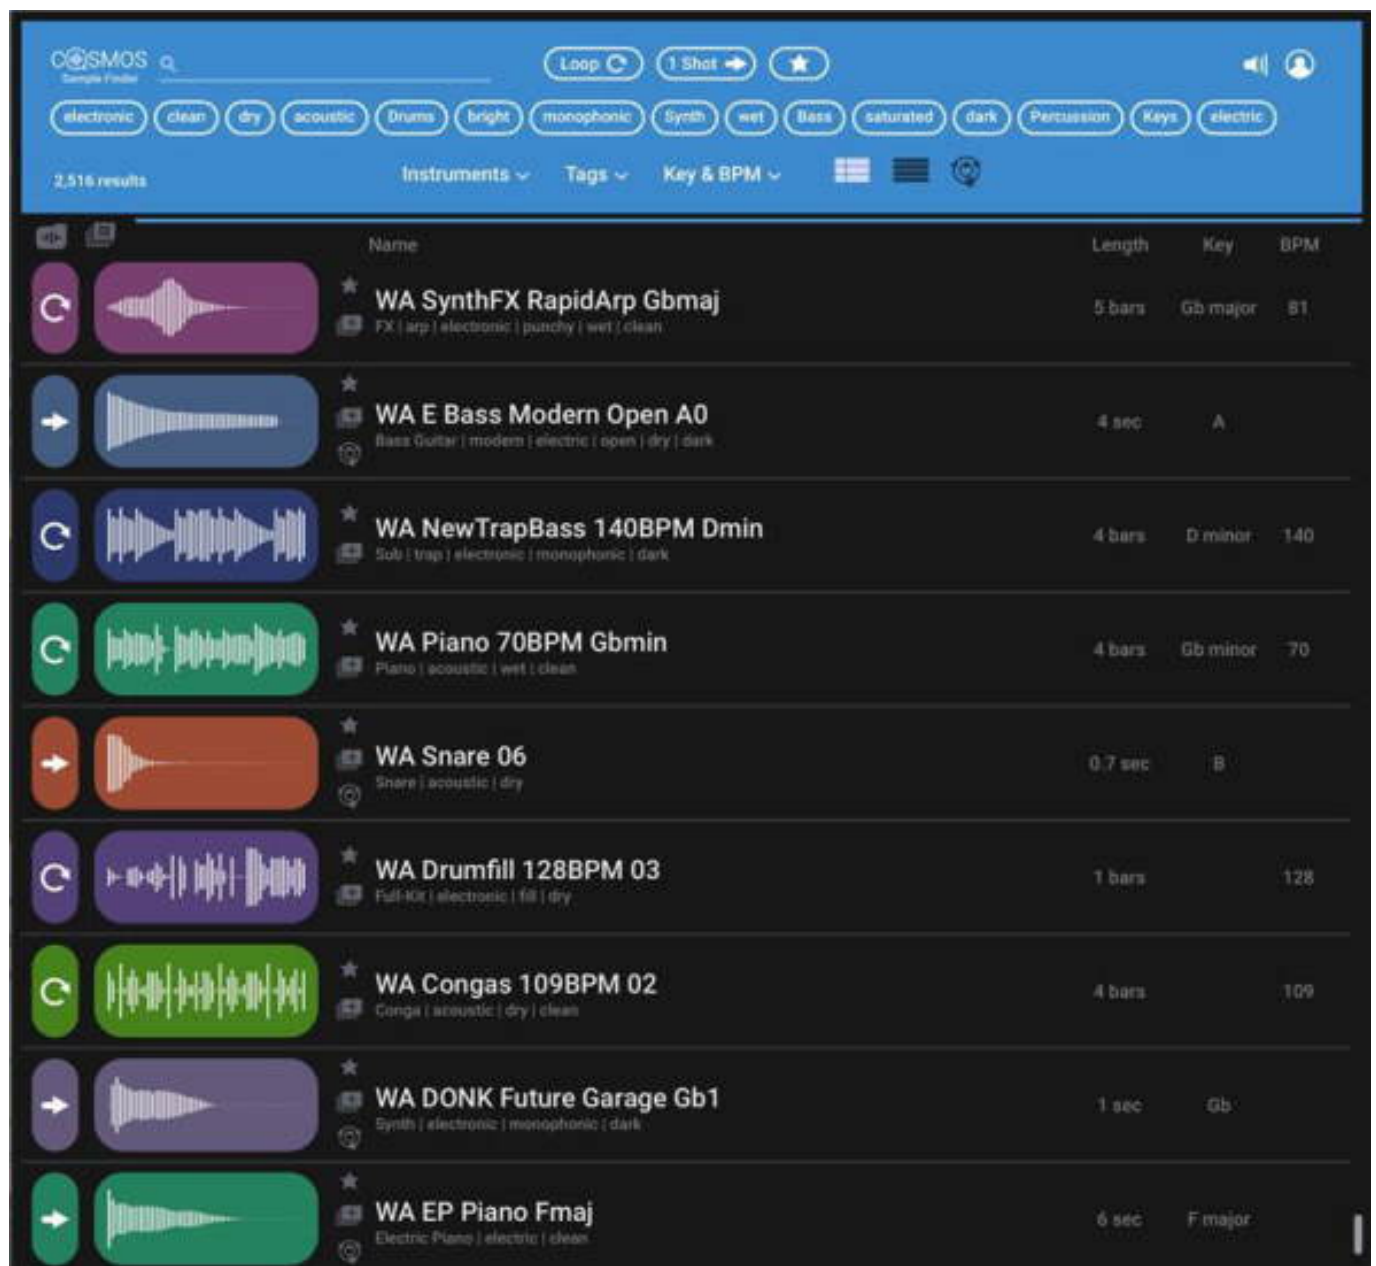 COSMOS
Sample Finder
Loop
1 Shot
electronic clean dry acoustic Drums bright monophonic Synth wet Bass saturated dark Percussion Keys electric
2,516 results
Instruments Tags Key & BPM
Name Length Key BPM
WA SynthFX RapidArp Gbmaj
5 bars Gb major 81
FX | arp | electronic | punchy | wet | clean
WA E Bass Modern Open A0
4 sec A
Bass Guitar | modern | electric | open | dry | dark
WA NewTrapBass 140BPM Dmin
4 bars D minor 140
Sub | trap | electronic | monophonic | dark
WA Piano 70BPM Gbmin
4 bars Gb minor 70
Piano | acoustic | wet | clean
WA Snare 06
0.7 sec B
Snare | acoustic | dry
WA Drumfill 128BPM 03
1 bars 128
Full-Kit | electronic | fill | dry
WA Congas 109BPM 02
4 bars 109
Conga | acoustic | dry | clean
WA DONK Future Garage Gb1
1 sec Gb
Synth | electronic | monophonic | dark
WA EP Piano Fmaj
6 sec F major
Electric Piano | electric | clean